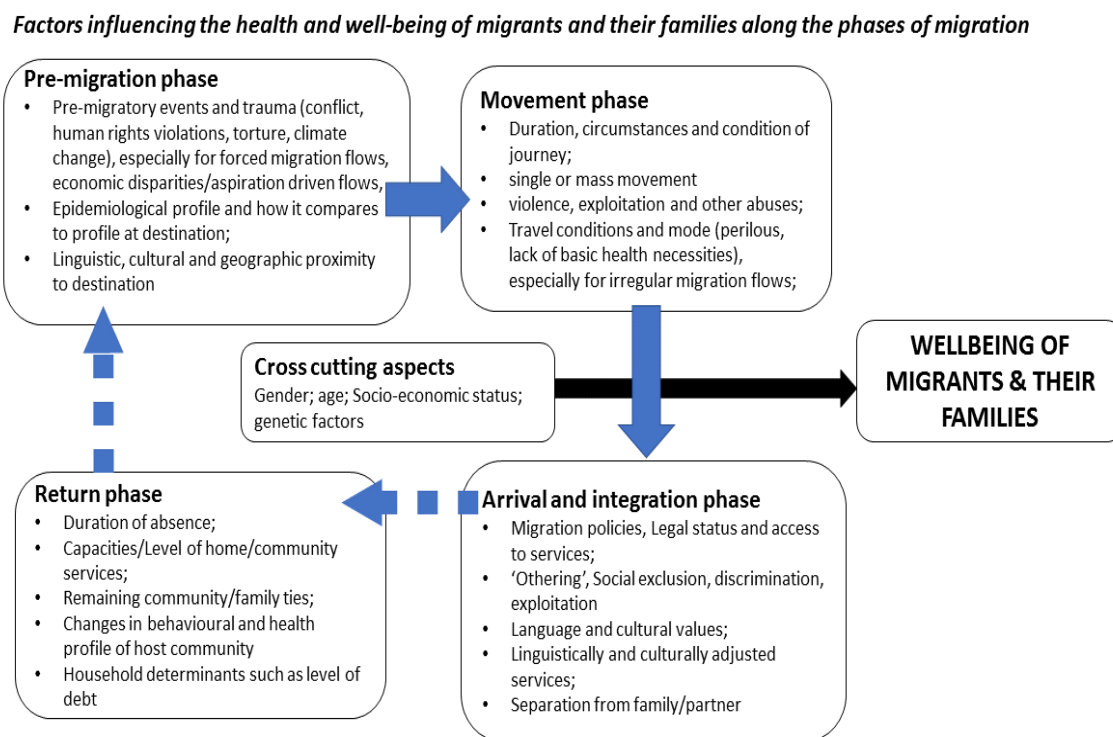 Factors influencing the health and well-being of migrants and their families along the phases of migration
Pre-migration phase
• Pre-migratory events and trauma (conflict,
human rights violations, torture, climate
change), especially for forced migration flows,
economic disparities/aspiration driven flows,
• Epidemiological profile and how it compares
to profile at destination;
• Linguistic, cultural and geographic proximity
to destination
Movement phase
• Duration, circumstances and condition of
journey;
• single or mass movement
• violence, exploitation and other abuses;
• Travel conditions and mode (perilous,
lack of basic health necessities),
especially for irregular migration flows;
Cross cutting aspects
Gender; age; Socio-economic status;
genetic factors
WELLBEING OF
MIGRANTS & THEIR
FAMILIES
Arrival and integration phase
• Migration policies, Legal status and access
to services;
• ‘Othering’, Social exclusion, discrimination,
exploitation
• Language and cultural values;
• Linguistically and culturally adjusted
services;
• Separation from family/partner
Return phase
• Duration of absence;
• Capacities/Level of home/community
services;
• Remaining community/family ties;
• Changes in behavioural and health
profile of host community
• Household determinants such as level of
debt